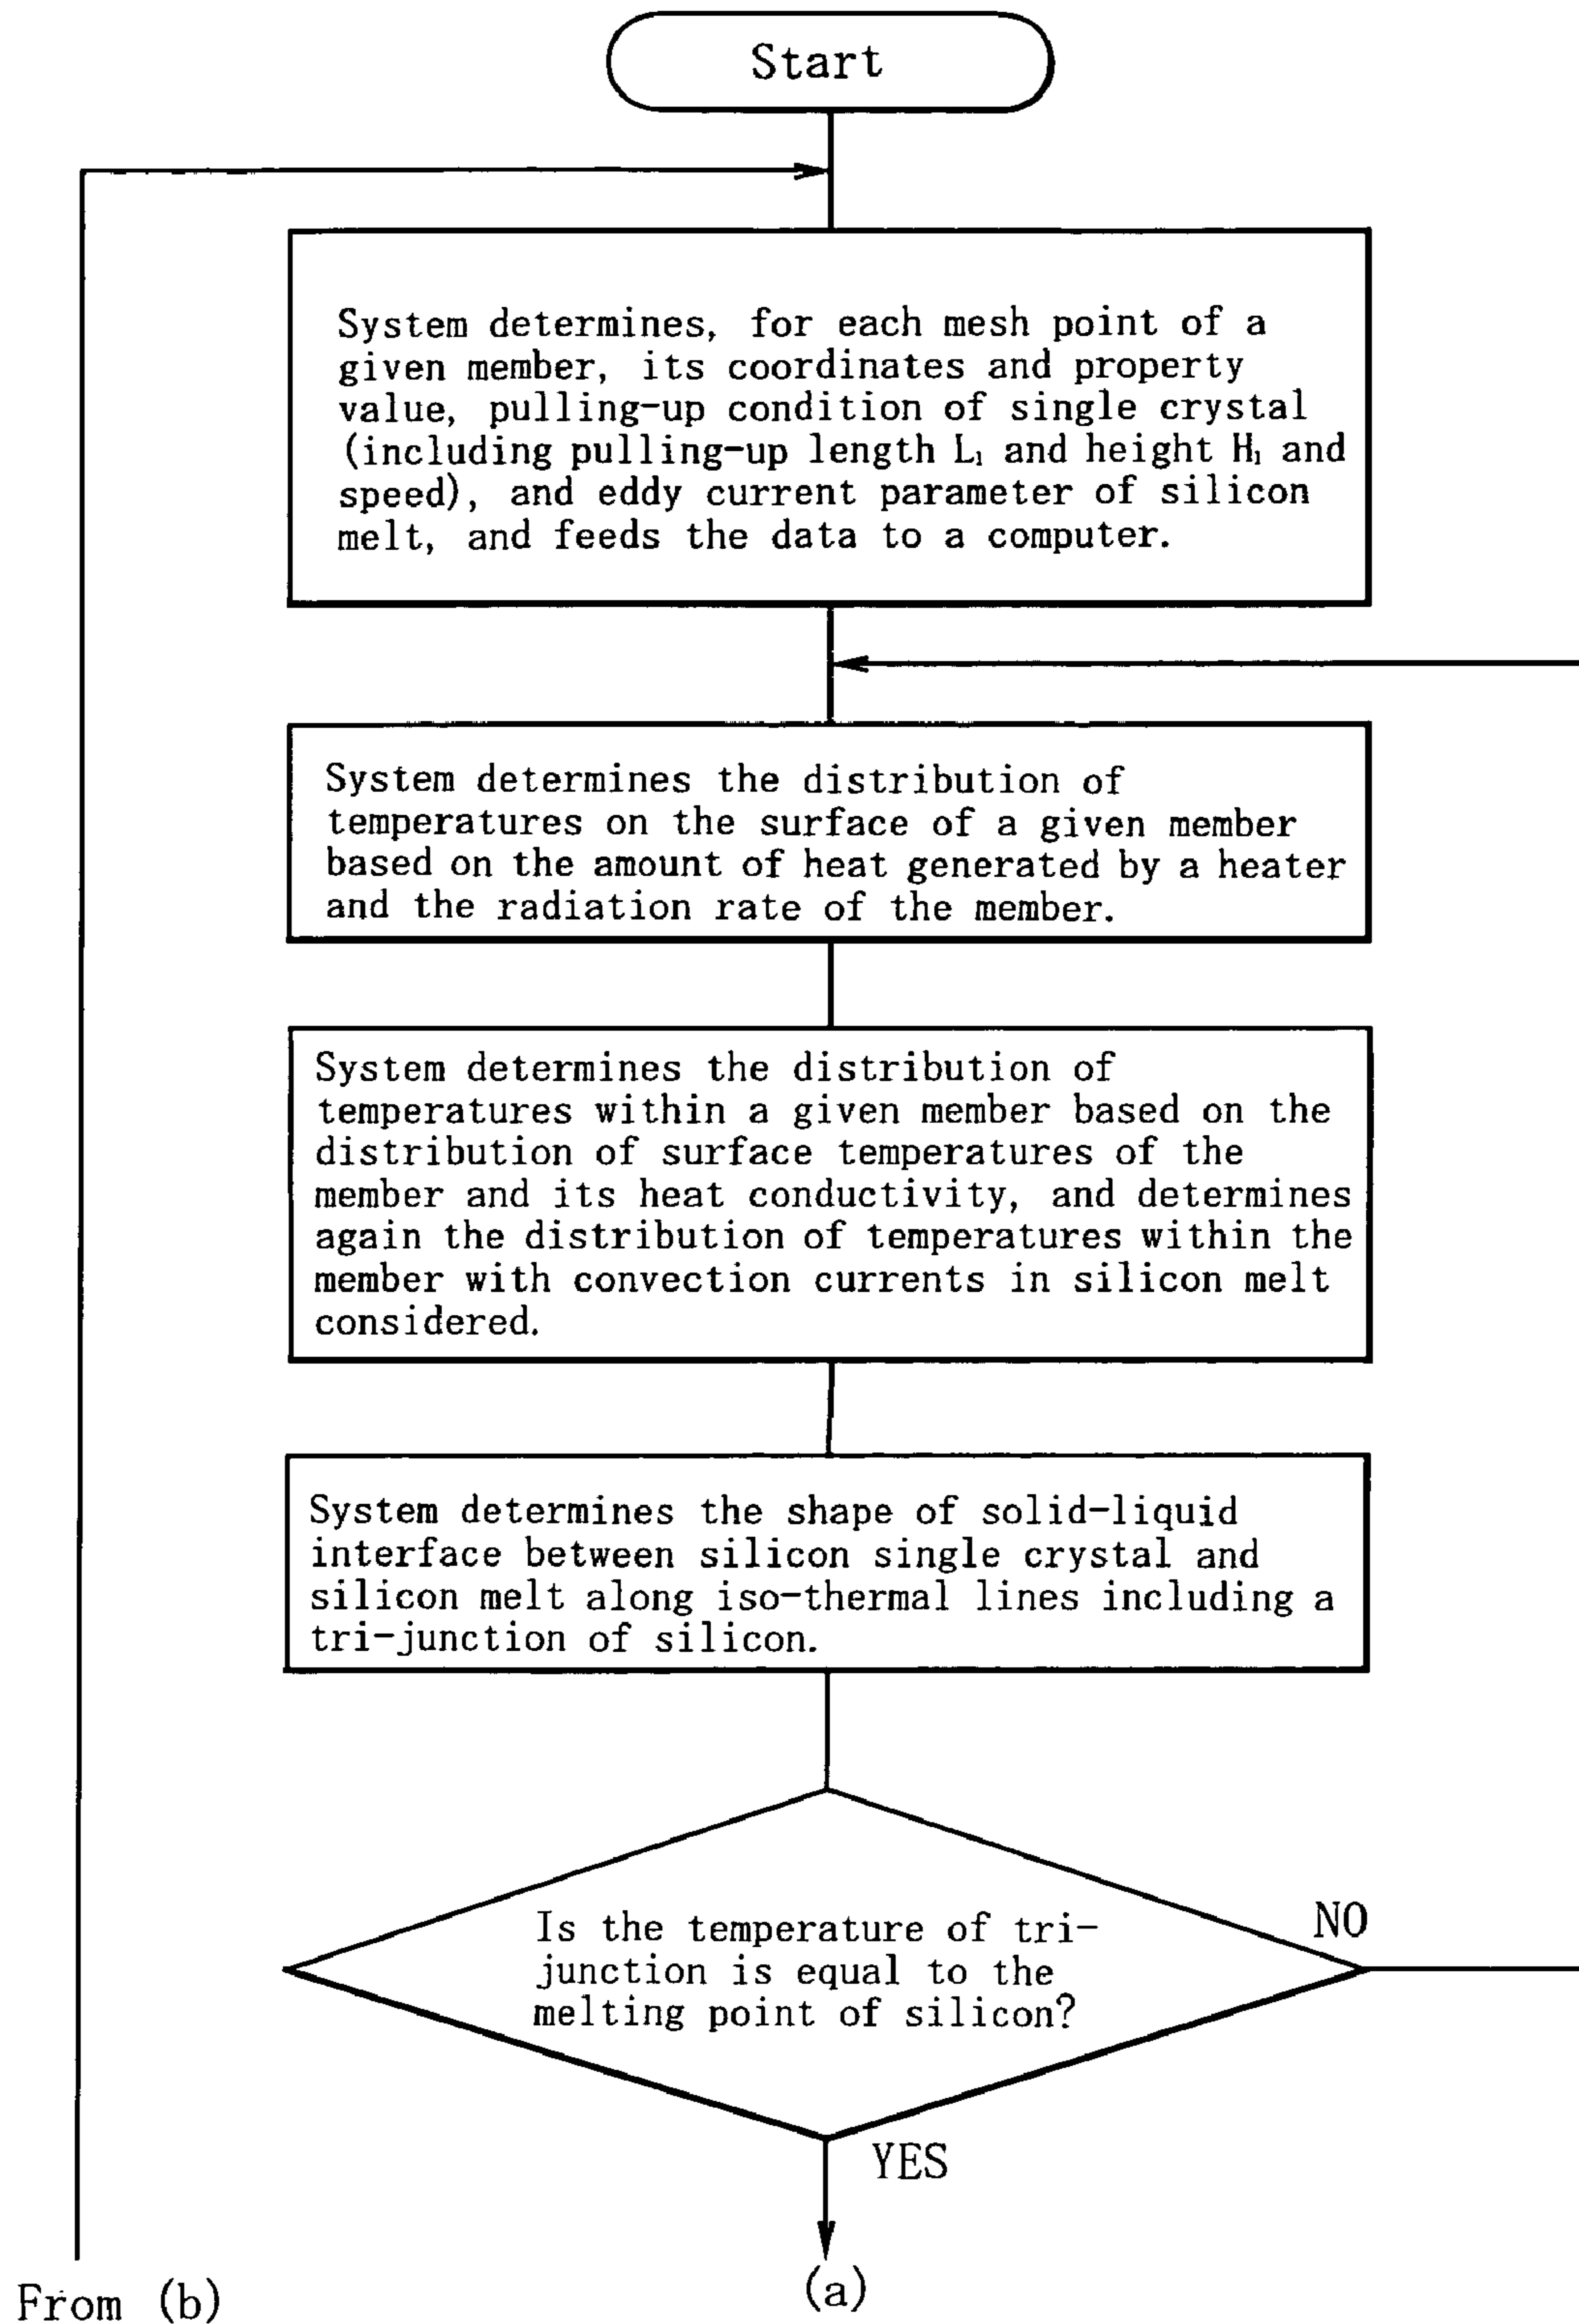 Start
System determines, for each mesh point of a
given member, its coordinates and property
value, pulling-up condition of single crystal
(including pulling-up length L₁ and height H₁ and
speed), and eddy current parameter of silicon
melt, and feeds the data to a computer.
System determines the distribution of
temperatures on the surface of a given member
based on the amount of heat generated by a heater
and the radiation rate of the member.
System determines the distribution of
temperatures within a given member based on the
distribution of surface temperatures of the
member and its heat conductivity, and determines
again the distribution of temperatures within the
member with convection currents in silicon melt
considered.
System determines the shape of solid-liquid
interface between silicon single crystal and
silicon melt along iso-thermal lines including a
tri-junction of silicon.
Is the temperature of tri-
junction is equal to the
melting point of silicon?
NO
YES
From (b)
(a)